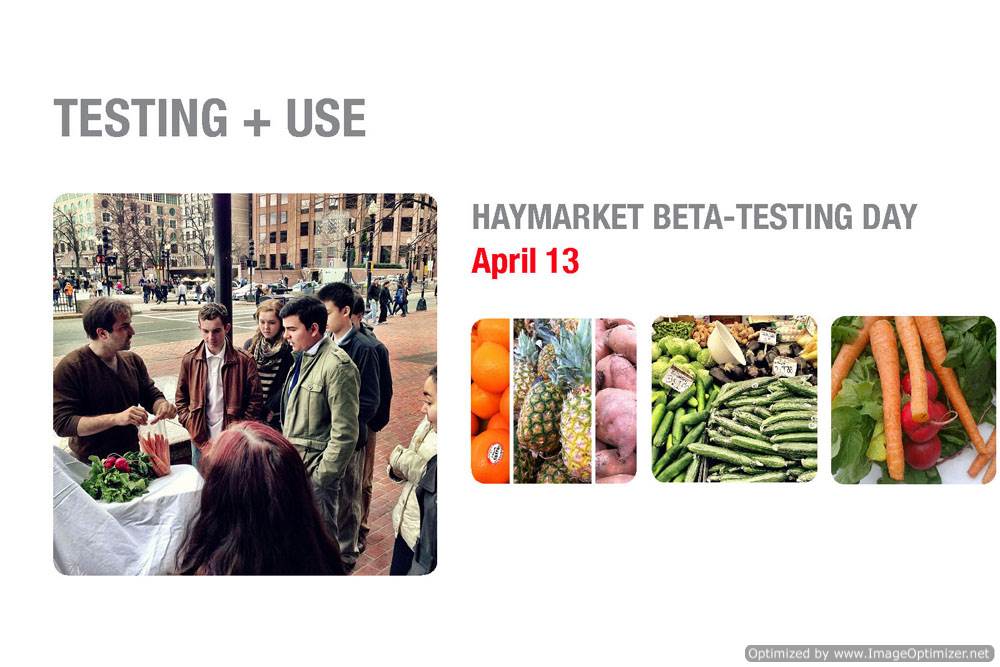 TESTING + USE
HAYMARKET BETA-TESTING DAY
April 13
Optimized by www.ImageOptimizer.net